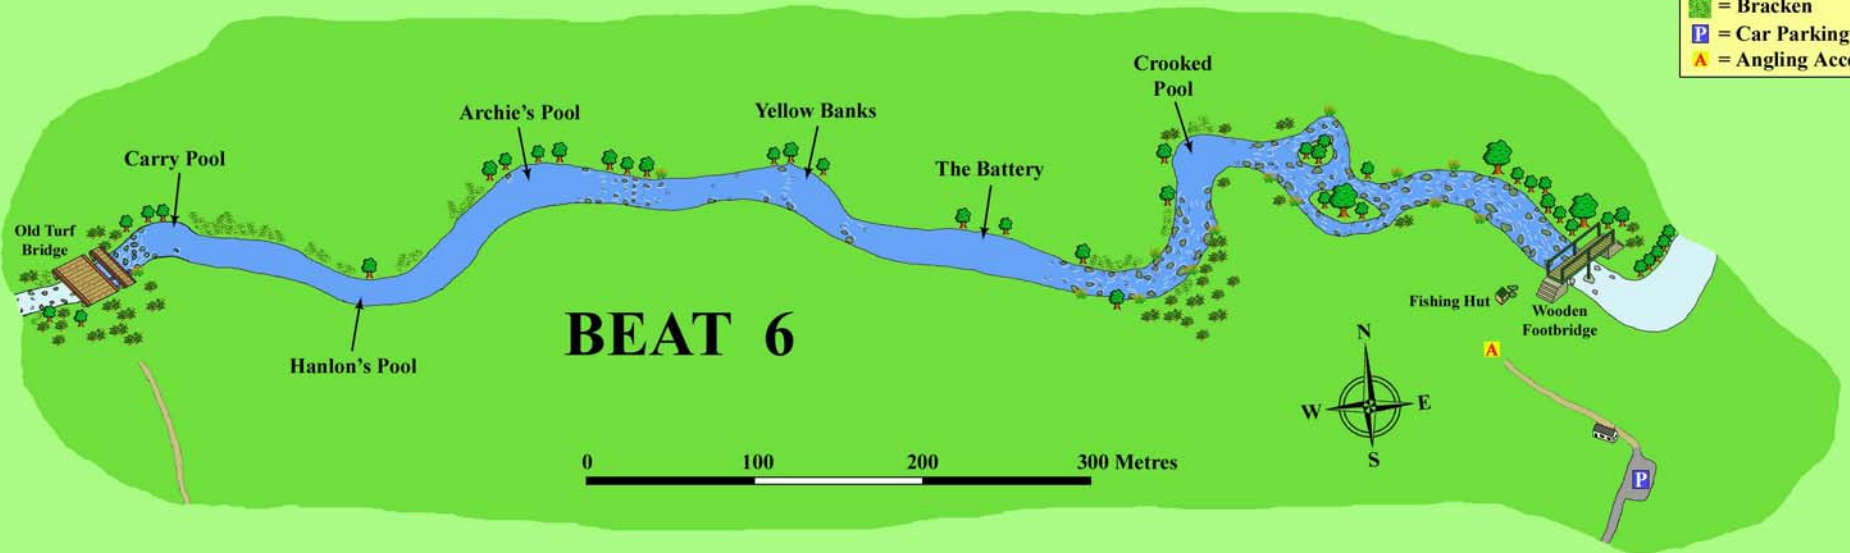 = Bracken
P = Car Parking
A = Angling
Crooked
Pool
Archie's Pool
Yellow Banks
Carry Pool
The Battery
Old Turf
Bridge
Fishing Hut
Wooden
Footbridge
BEAT 6
Hanlon's Pool
A
N
W E
S
0 100 200 300 Metres
P